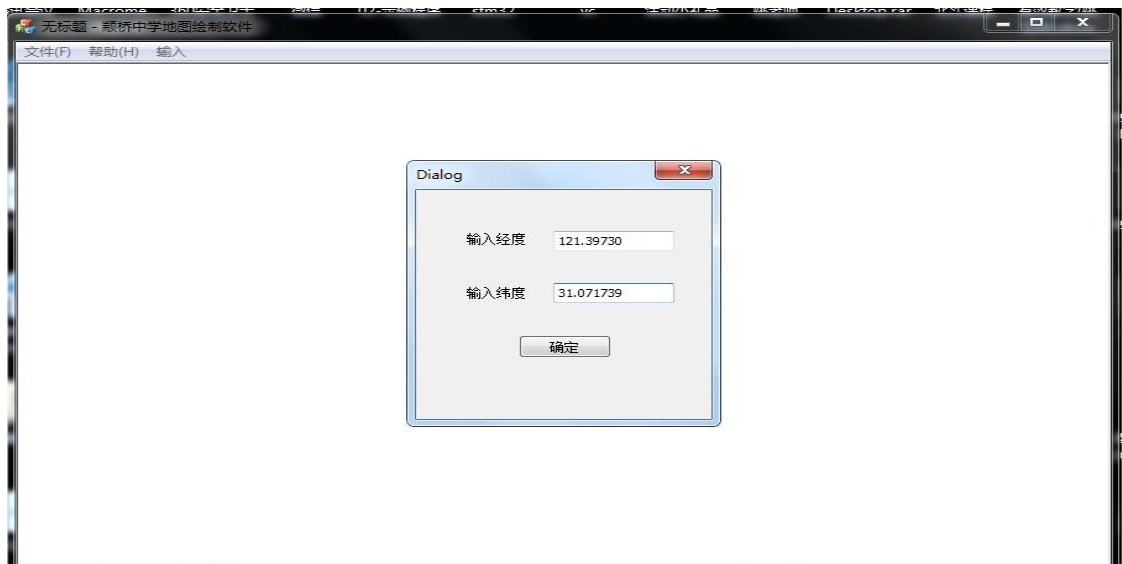 无标题 - 颛桥中学地图绘制软件
文件(F) 帮助(H) 输入
Dialog
输入经度 121.39730
输入纬度 31.071739
确定